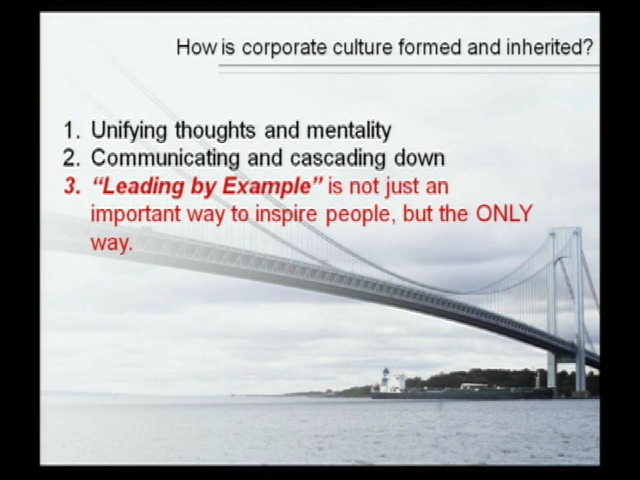 How is corporate culture formed and inherited?
1. Unifying thoughts and mentality
2. Communicating and cascading down
3. “Leading by Example” is not just an
important way to inspire people, but the ONLY
way.